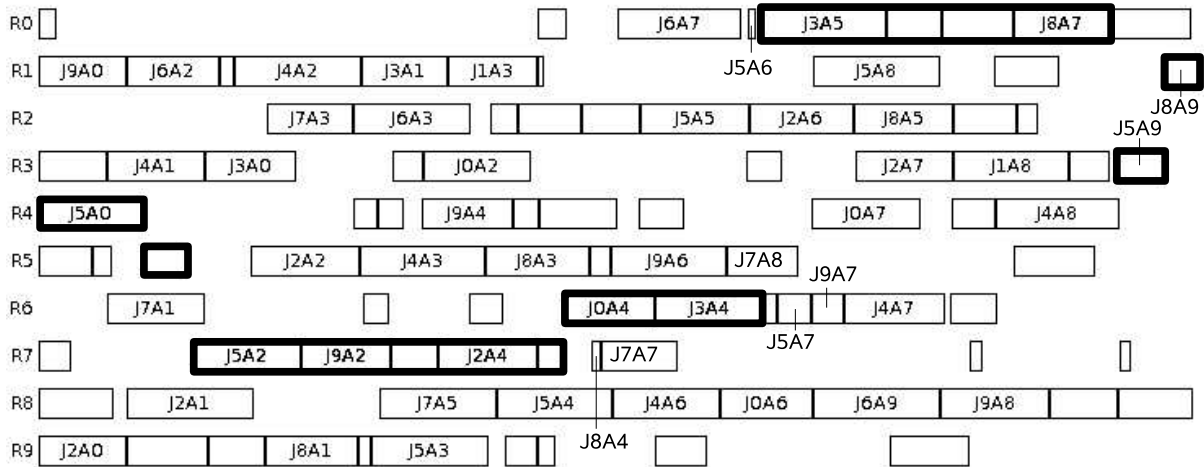 R0 J6A7 J3A5 J8A7
J5A6
R1 J9A0 J6A2 J4A2 J3A1 J1A3 J5A8
J8A9
R2 J7A3 J6A3 J5A5 J2A6 J8A5
J5A9
R3 J4A1 J3A0 J0A2 J2A7 J1A8
R4 J5A0 J9A4 J0A7 J4A8
R5 J2A2 J4A3 J8A3 J9A6 J7A8
J9A7
R6 J7A1 J0A4 J3A4 J4A7
J5A7
R7 J5A2 J9A2 J2A4 J7A7
R8 J2A1 J7A5 J5A4 J4A6 J0A6 J6A9 J9A8
J8A4
R9 J2A0 J8A1 J5A3